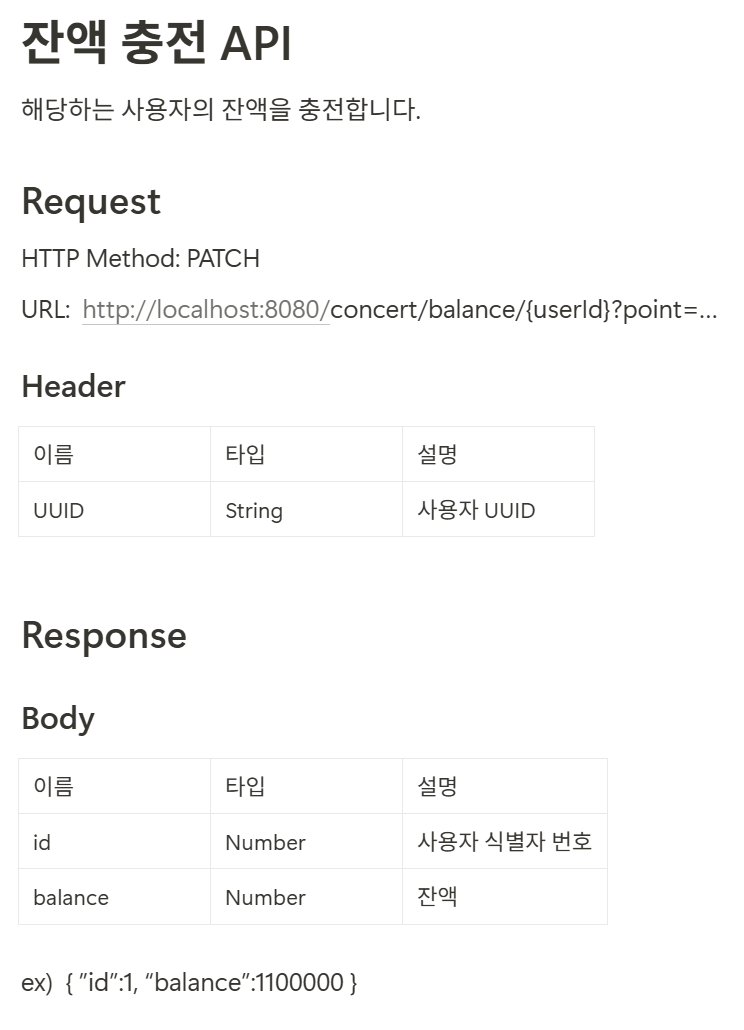 잔액 충전 API
해당하는 사용자의 잔액을 충전합니다.
Request
HTTP Method: PATCH
URL: http://localhost:8080/concert/balance/{userId}?point=...
Header
이름 타입 설명
UUID String 사용자 UUID
Response
Body
이름 타입 설명
id Number 사용자 식별자 번호
balance Number 잔액
ex) { ”id”:1, “balance”:1100000 }